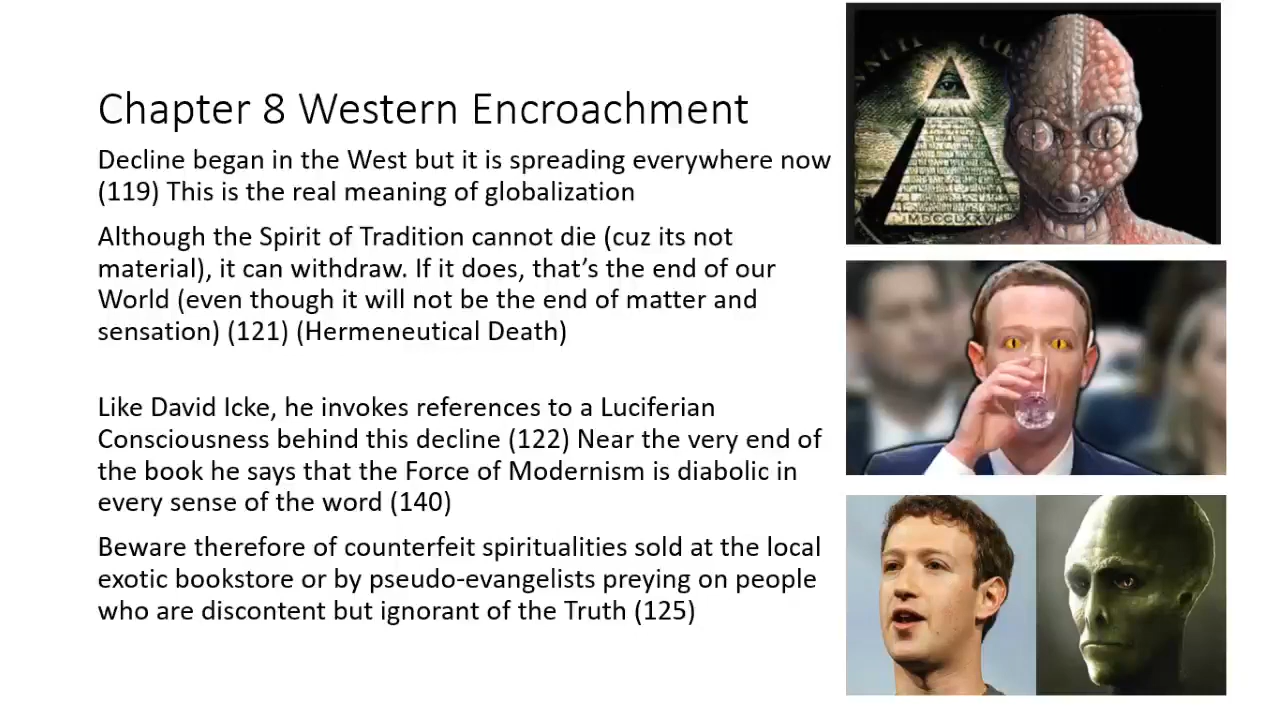 Chapter 8 Western Encroachment
Decline began in the West but it is spreading everywhere now
(119) This is the real meaning of globalization
Although the Spirit of Tradition cannot die (cuz its not
material), it can withdraw. If it does, that’s the end of our
World (even though it will not be the end of matter and
sensation) (121) (Hermeneutical Death)
Like David Icke, he invokes references to a Luciferian
Consciousness behind this decline (122) Near the very end of
the book he says that the Force of Modernism is diabolic in
every sense of the word (140)
Beware therefore of counterfeit spiritualities sold at the local
exotic bookstore or by pseudo-evangelists preying on people
who are discontent but ignorant of the Truth (125)
MDCCLXXVI